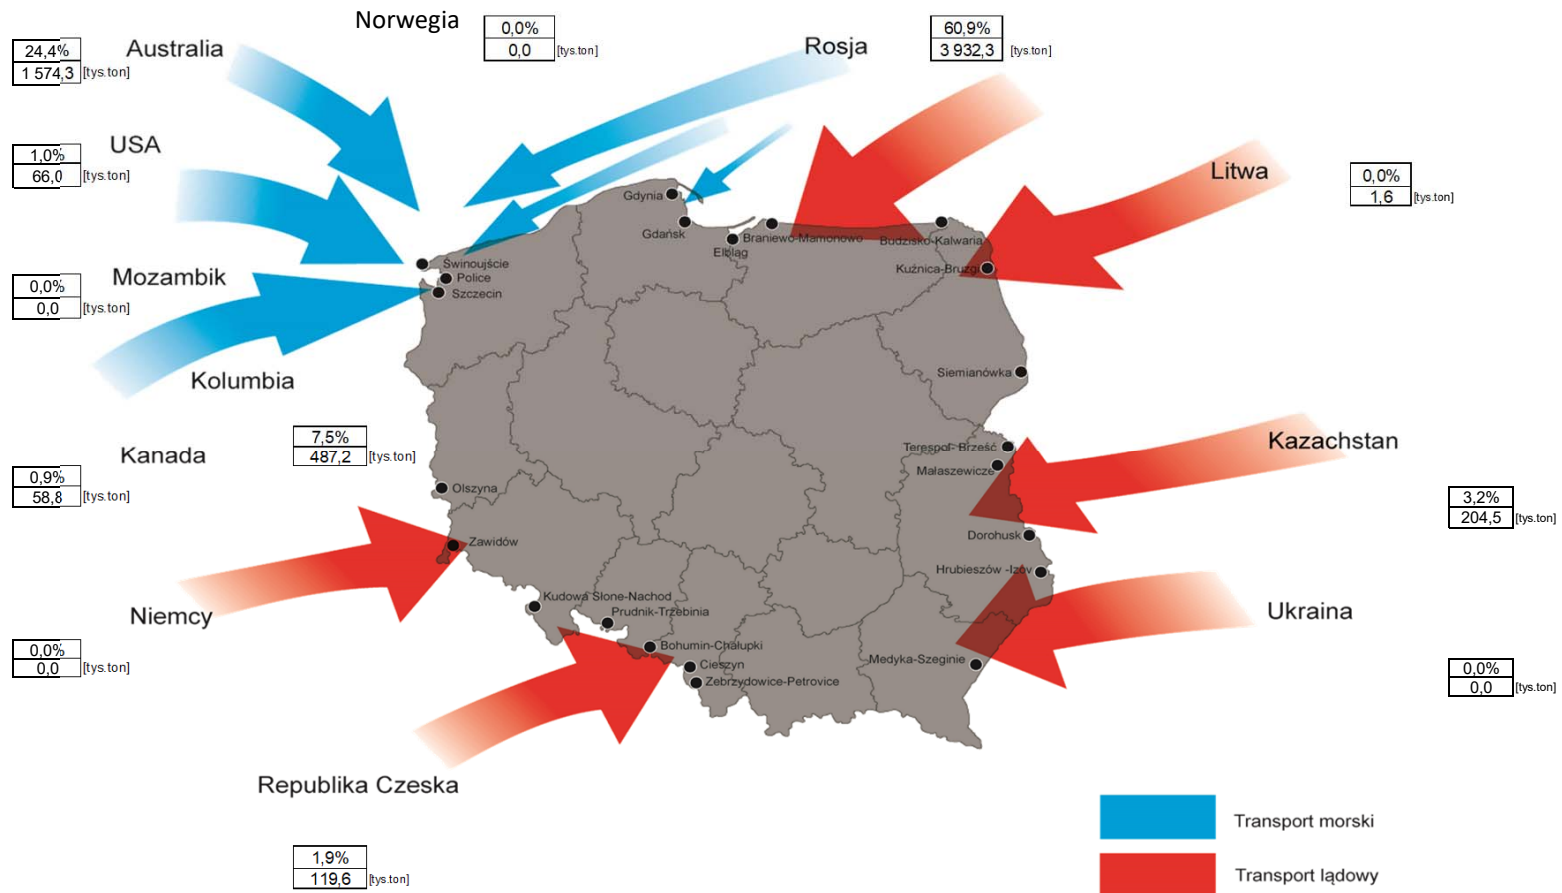 Norwegia
0,0%
0,0 [tys.ton]
Rosja
60,9%
3 932,3 [tys.ton]
Australia
24,4%
1 574,3 [tys.ton]
USA
1,0%
66,0 [tys.ton]
Litwa
0,0%
1,6 [tys.ton]
Mozambik
0,0%
0,0 [tys.ton]
Kolumbia
7,5%
487,2 [tys.ton]
Kanada
0,9%
58,8 [tys.ton]
Kazachstan
3,2%
204,5 [tys.ton]
Niemcy
0,0%
0,0 [tys.ton]
Ukraina
0,0%
0,0 [tys.ton]
Republika Czeska
1,9%
119,6 [tys.ton]
Gdynia
Gdańsk
Elbląg
Braniewo-Mamonowo
Budzisko-Kalwaria
Kuźnica-Bruzgi
Świnoujście
Police
Szczecin
Siemianówka
Terespol- Brześć
Małaszewicze
Olszyna
Zawidów
Dorohusk
Hrubieszów -Izów
Kudowa Słone-Nachod
Prudnik-Trzebinia
Bohumin-Chałupki
Cieszyn
Zebrzydowice-Petrovice
Medyka-Szeginie
Transport morski
Transport lądowy